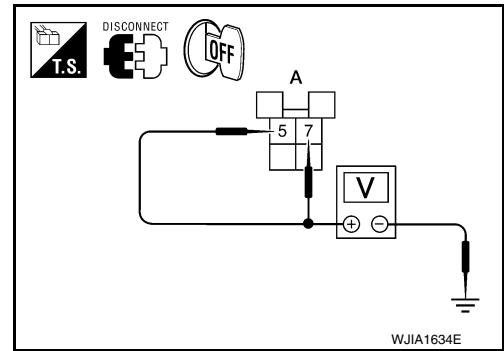 DISCONNECT
T.S.
OFF
A
5 7
V
+ −
WJIA1634E